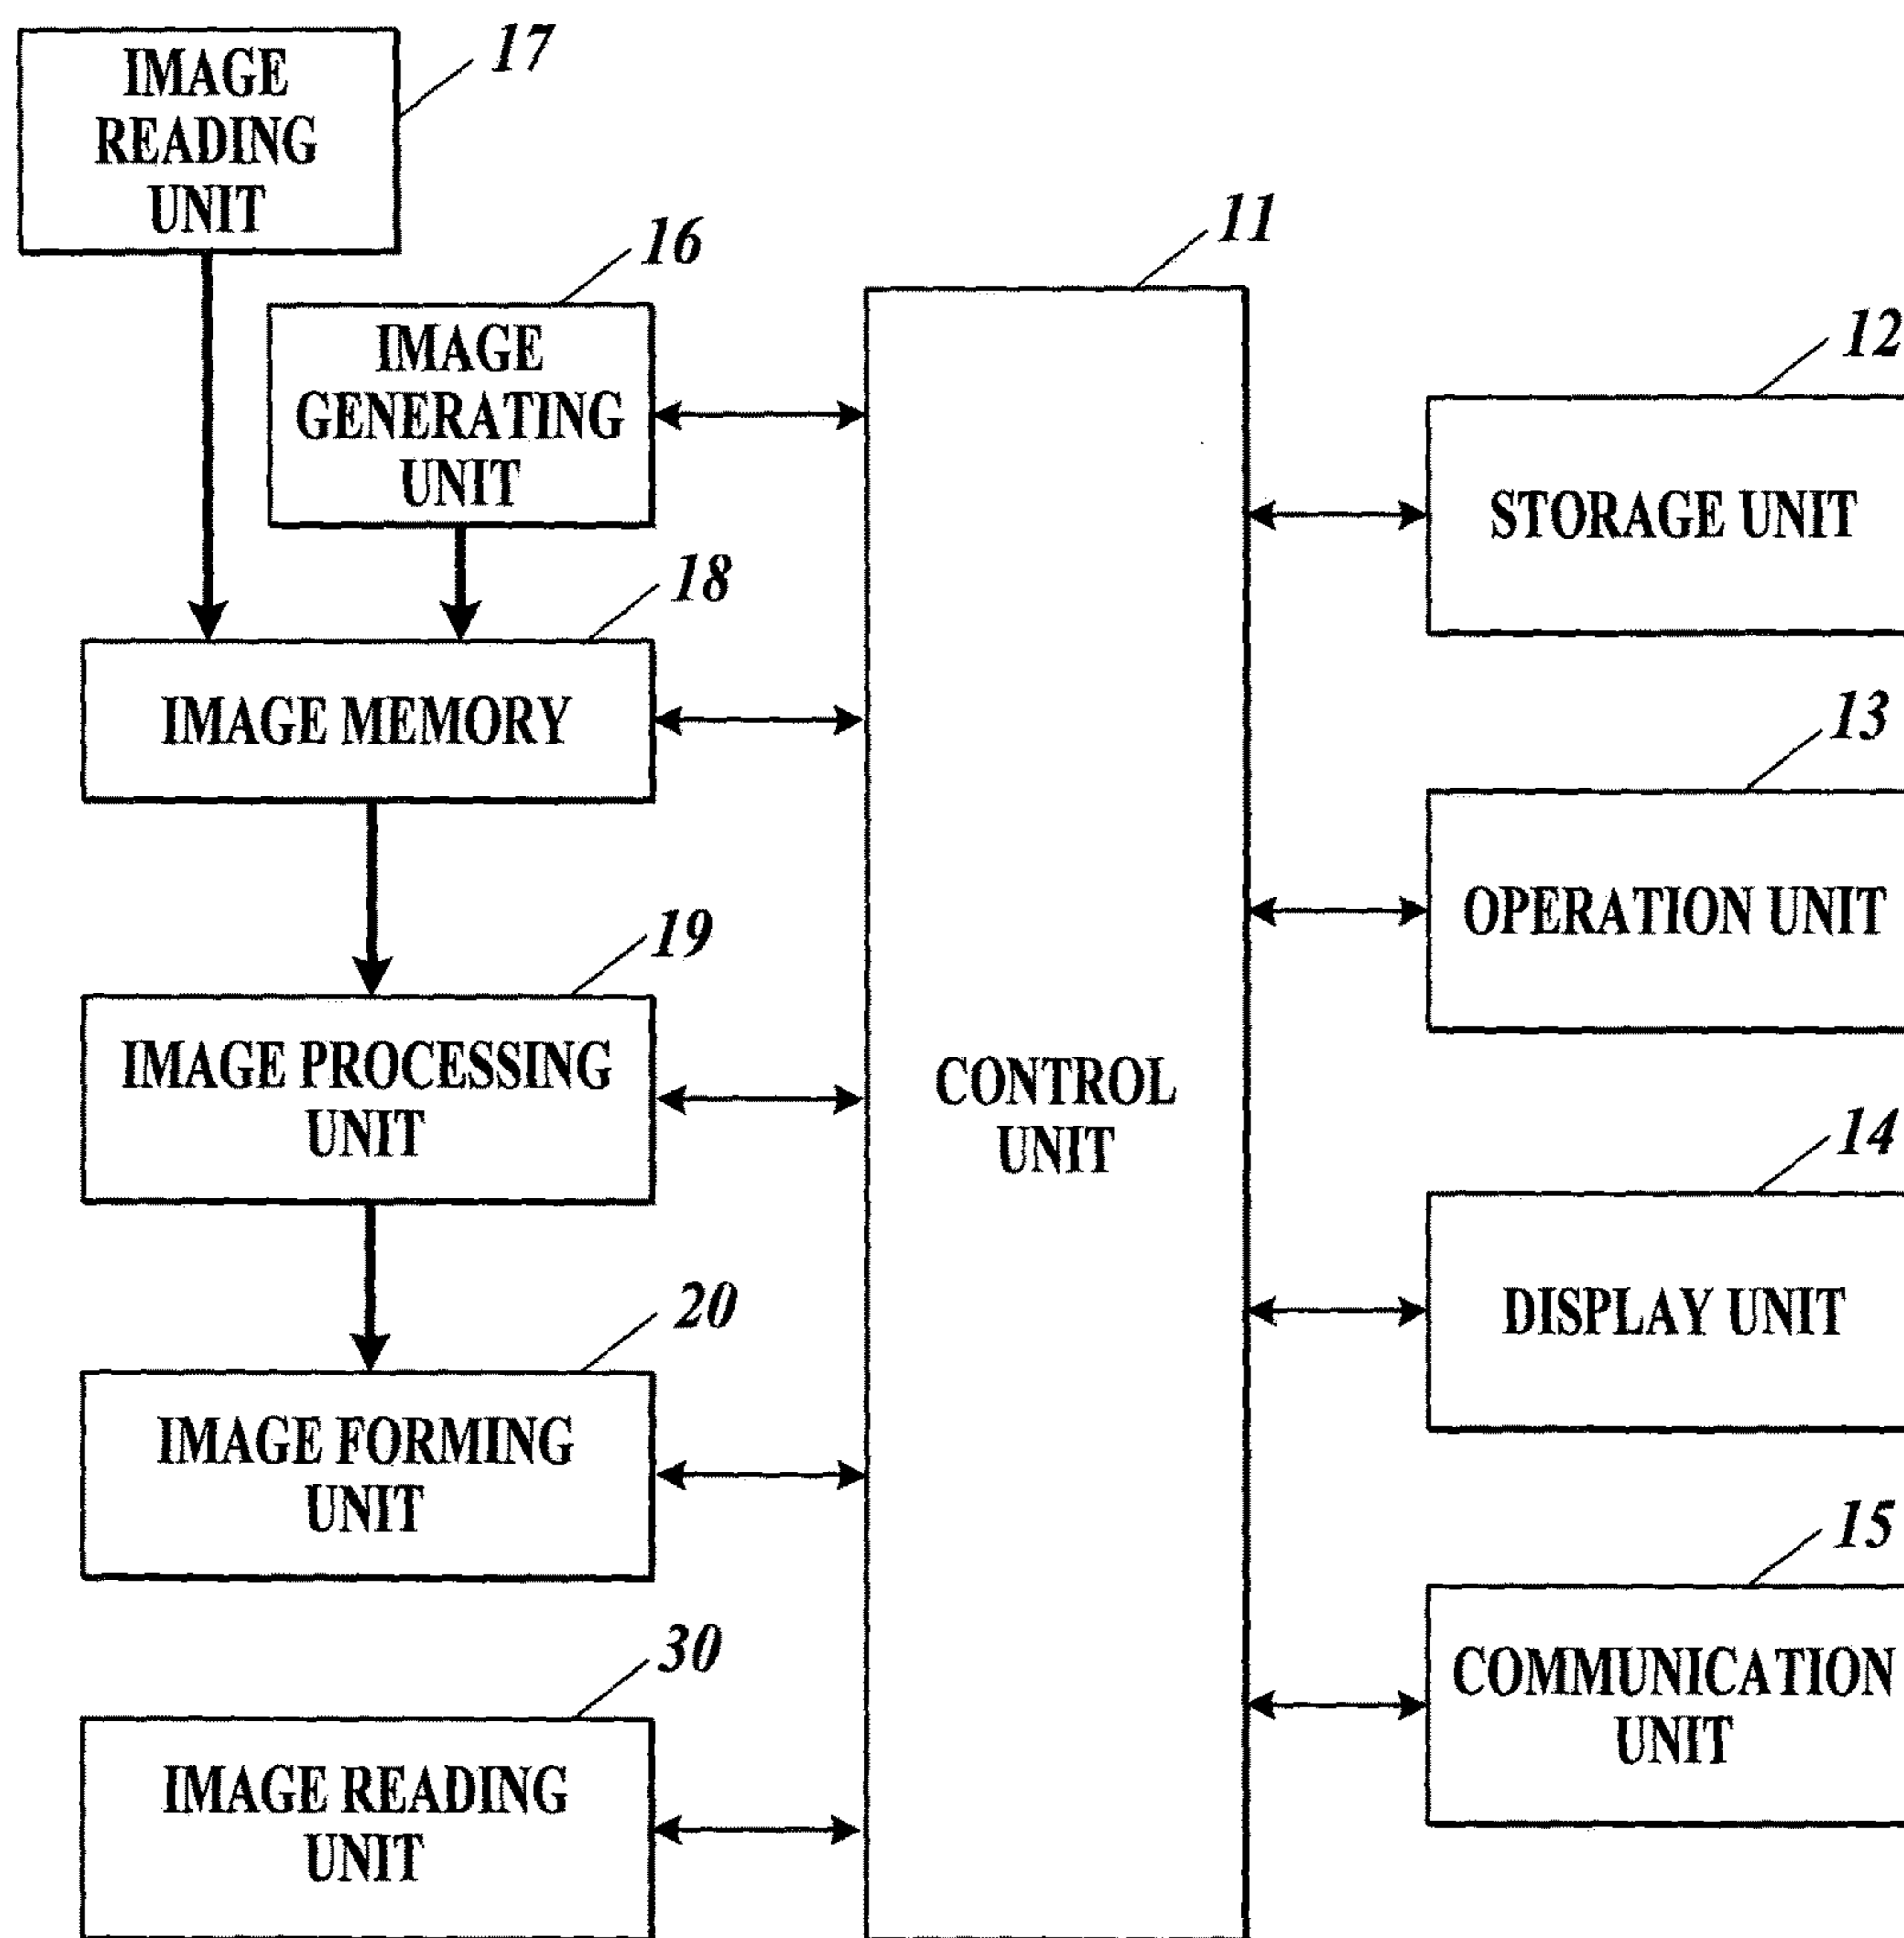 17
IMAGE
READING
UNIT
16
IMAGE
GENERATING
UNIT
11
12
STORAGE UNIT
18
IMAGE MEMORY
13
OPERATION UNIT
19
IMAGE PROCESSING
UNIT
CONTROL
UNIT
14
DISPLAY UNIT
20
IMAGE FORMING
UNIT
15
COMMUNICATION
UNIT
30
IMAGE READING
UNIT